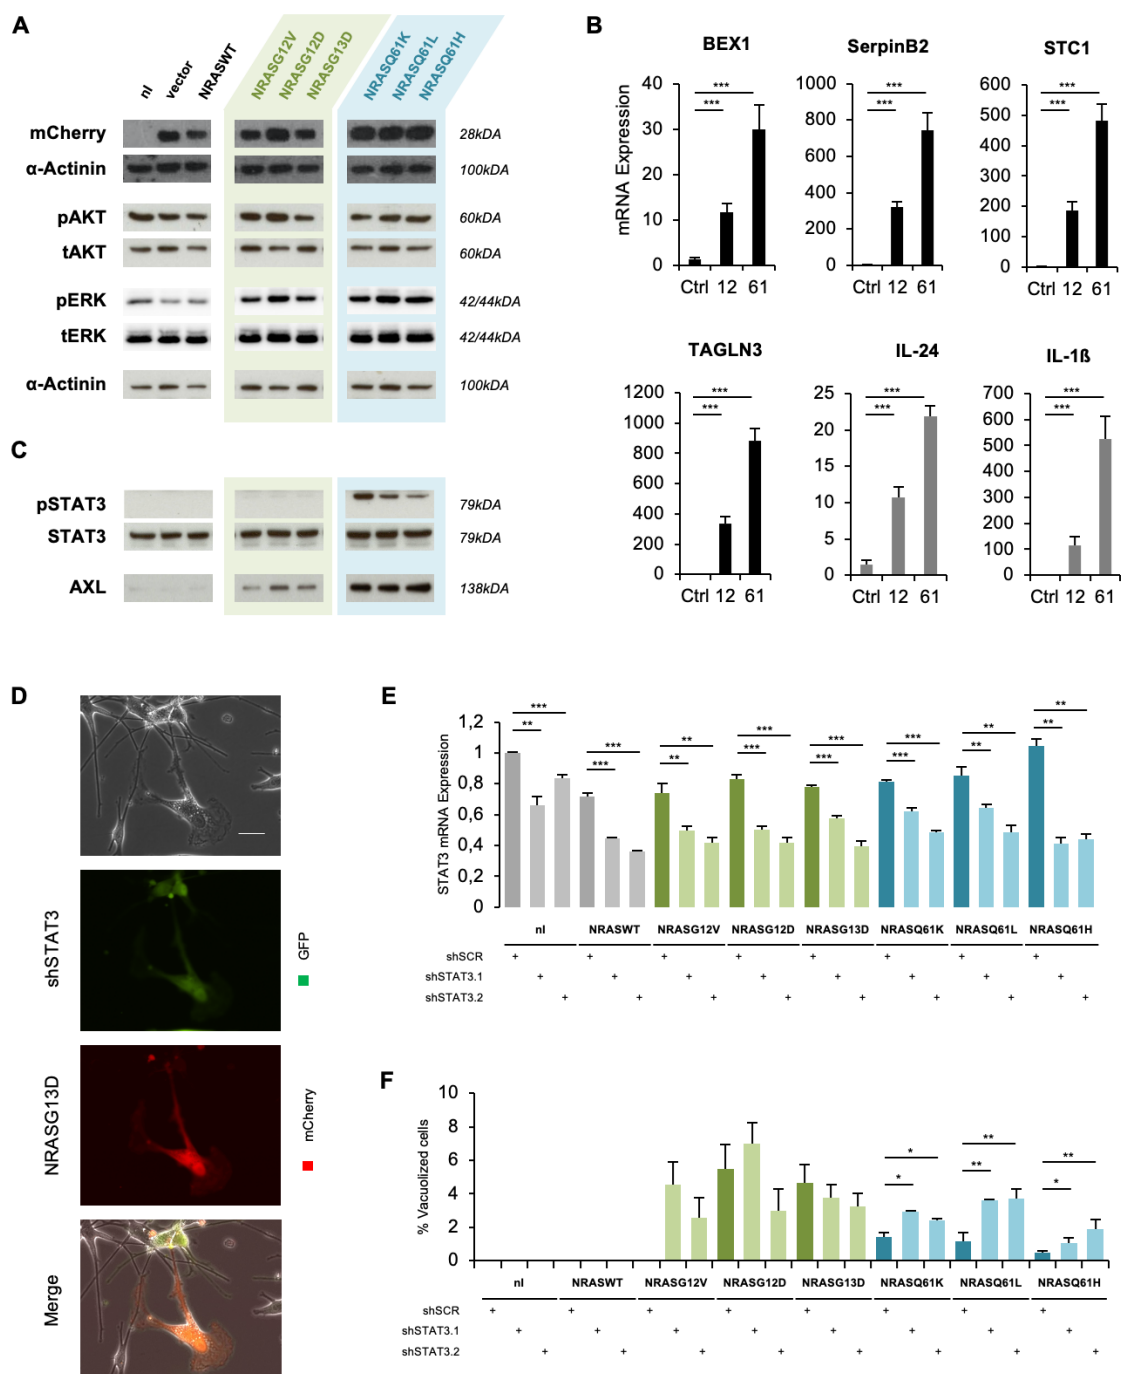 A
nI
vector
NRASWT
NRASG12V
NRASG12D
NRASG13D
NRASQ61K
NRASQ61L
NRASQ61H
mCherry
28kDA
α-Actinin
100kDA
pAKT
60kDA
tAKT
60kDA
pERK
42/44kDA
tERK
42/44kDA
α-Actinin
100kDA
B
BEX1
SerpinB2
STC1
mRNA Expression
40
30
20
10
0
***
***
Ctrl 12 61
1000
800
600
400
200
0
***
***
Ctrl 12 61
600
500
400
300
200
100
0
***
***
Ctrl 12 61
TAGLN3
IL-24
IL-1ß
1200
1000
800
600
400
200
0
***
***
Ctrl 12 61
25
20
15
10
5
0
***
***
Ctrl 12 61
700
600
500
400
300
200
100
0
***
***
Ctrl 12 61
C
pSTAT3
79kDA
STAT3
79kDA
AXL
138kDA
D
shSTAT3
GFP
NRASG13D
mCherry
Merge
E
STAT3 mRNA Expression
1,2
1
0,8
0,6
0,4
0,2
0
*** *** ** *** *** *** ** **
** *** ** *** *** *** ** **
nI NRASWT NRASG12V NRASG12D NRASG13D NRASQ61K NRASQ61L NRASQ61H
shSCR + + + + + + + +
shSTAT3.1 + + + + + + + +
shSTAT3.2 + + + + + + + +
F
% Vacuolized cells
10
8
6
4
2
0
* ** **
* ** *
nI NRASWT NRASG12V NRASG12D NRASG13D NRASQ61K NRASQ61L NRASQ61H
shSCR + + + + + + + +
shSTAT3.1 + + + + + + + +
shSTAT3.2 + + + + + + + +